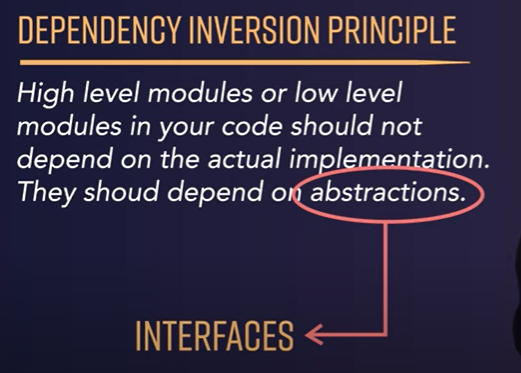 DEPENDENCY INVERSION PRINCIPLE
High level modules or low level
modules in your code should not
depend on the actual implementation.
They shoud depend on abstractions.
INTERFACES